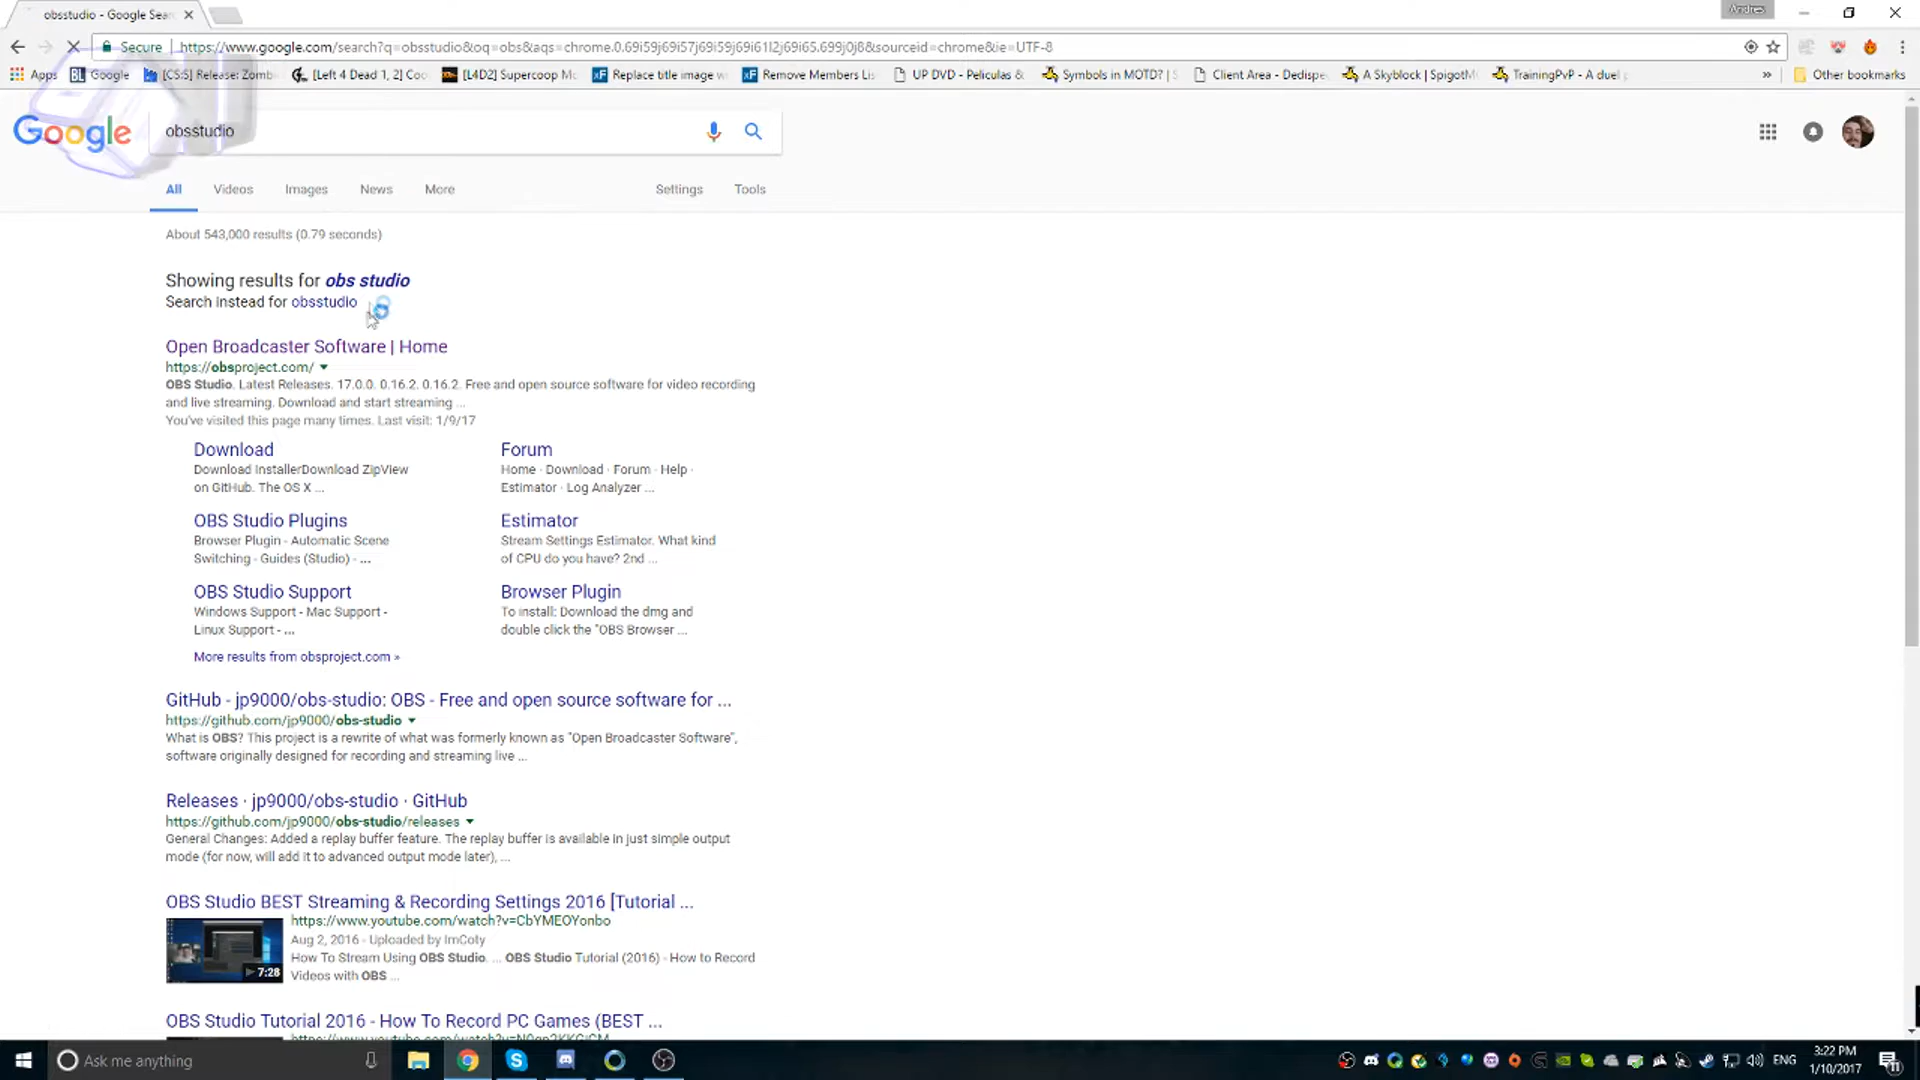 obsstudio - Google Sear
Andres
Secure https://www.google.com/search?q=obsstudio&oq=obs&aqs=chrome.0.69i59j69i57j69i59j69i61l2j69i65.699j0j8&sourceid=chrome&ie=UTF-8
Apps Google [CS:S] Release: Zomb [Left 4 Dead 1, 2] Coo [L4D2] Supercoop Mo Replace title image w Remove Members Lis UP DVD - Peliculas & Symbols in MOTD? | S Client Area - Dedispe A Skyblock | SpigotM TrainingPvP - A duel p » Other bookmarks
Google obsstudio
All Videos Images News More Settings Tools
About 543,000 results (0.79 seconds)
Showing results for obs studio
Search instead for obsstudio
Open Broadcaster Software | Home
https://obsproject.com/
OBS Studio. Latest Releases. 17.0.0. 0.16.2. 0.16.2. Free and open source software for video recording
and live streaming. Download and start streaming ...
You've visited this page many times. Last visit: 1/9/17
Download Forum
Download InstallerDownload ZipView Home · Download · Forum · Help ·
on GitHub. The OS X ... Estimator · Log Analyzer ...
OBS Studio Plugins Estimator
Browser Plugin - Automatic Scene Stream Settings Estimator. What kind
Switching - Guides (Studio) - ... of CPU do you have? 2nd ...
OBS Studio Support Browser Plugin
Windows Support - Mac Support - To install: Download the dmg and
Linux Support - ... double click the "OBS Browser ...
More results from obsproject.com »
GitHub - jp9000/obs-studio: OBS - Free and open source software for ...
https://github.com/jp9000/obs-studio
What is OBS? This project is a rewrite of what was formerly known as "Open Broadcaster Software",
software originally designed for recording and streaming live ...
Releases · jp9000/obs-studio · GitHub
https://github.com/jp9000/obs-studio/releases
General Changes: Added a replay buffer feature. The replay buffer is available in just simple output
mode (for now, will add it to advanced output mode later), ...
OBS Studio BEST Streaming & Recording Settings 2016 [Tutorial ...
https://www.youtube.com/watch?v=CbYMEOYonbo
Aug 2, 2016 - Uploaded by ImCoty
How To Stream Using OBS Studio. ... OBS Studio Tutorial (2016) - How to Record
7:28
Videos with OBS ...
OBS Studio Tutorial 2016 - How To Record PC Games (BEST ...
Ask me anything ENG 3:22 PM
1/10/2017
11